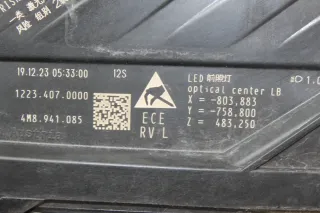 19.12.23 05:33:00 12S
1223.407.0000
4M8.941.085
ECE
RV L
LED 前照灯
optical center LB
X = -803,883
Y = -758,800
Z = 483,250